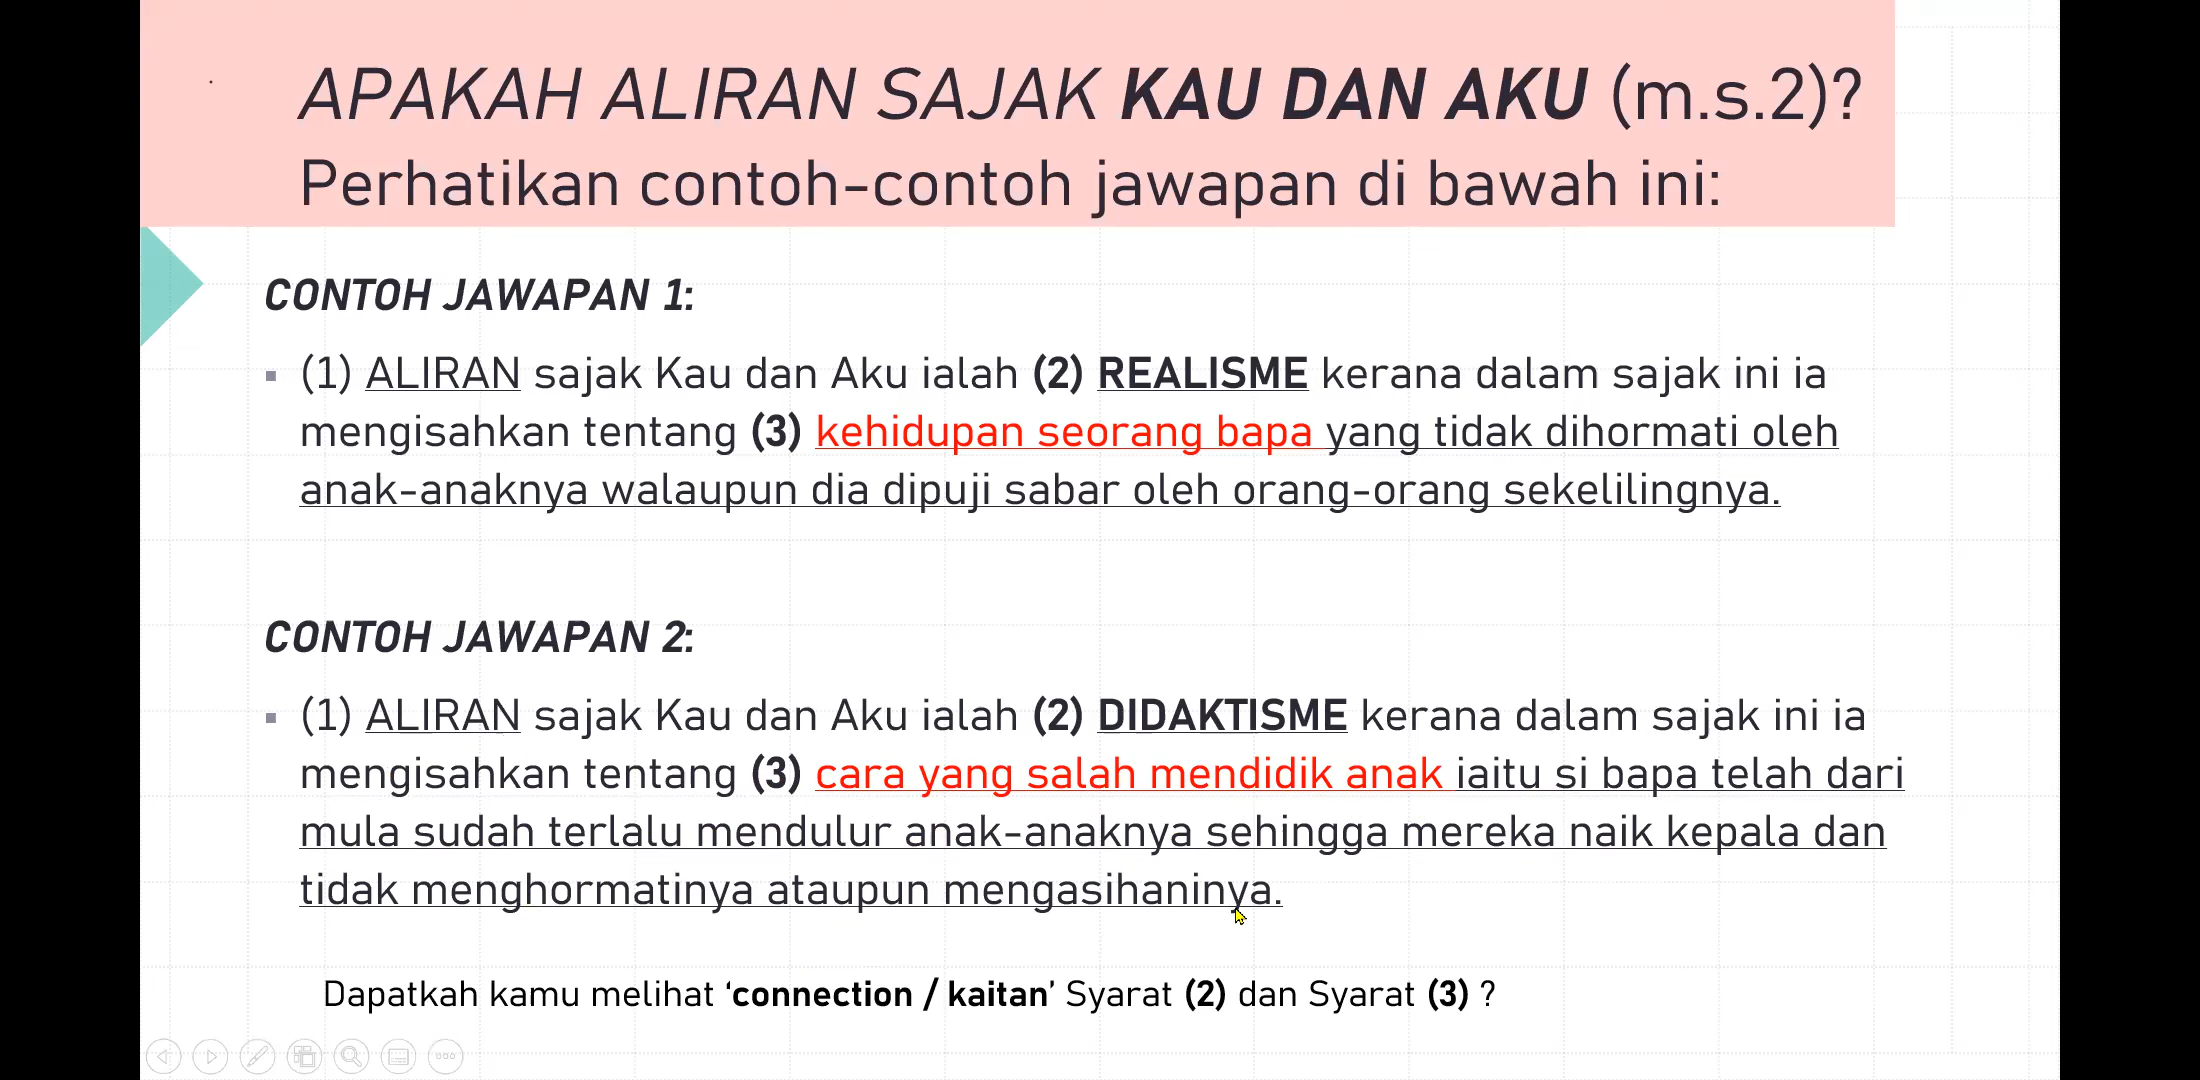 APAKAH ALIRAN SAJAK KAU DAN AKU (m.s.2)?
Perhatikan contoh-contoh jawapan di bawah ini:
CONTOH JAWAPAN 1:
▪ (1) ALIRAN sajak Kau dan Aku ialah (2) REALISME kerana dalam sajak ini ia
mengisahkan tentang (3) kehidupan seorang bapa yang tidak dihormati oleh
anak-anaknya walaupun dia dipuji sabar oleh orang-orang sekelilingnya.
CONTOH JAWAPAN 2:
▪ (1) ALIRAN sajak Kau dan Aku ialah (2) DIDAKTISME kerana dalam sajak ini ia
mengisahkan tentang (3) cara yang salah mendidik anak iaitu si bapa telah dari
mula sudah terlalu mendulur anak-anaknya sehingga mereka naik kepala dan
tidak menghormatinya ataupun mengasihaninya.
Dapatkah kamu melihat ‘connection / kaitan’ Syarat (2) dan Syarat (3) ?